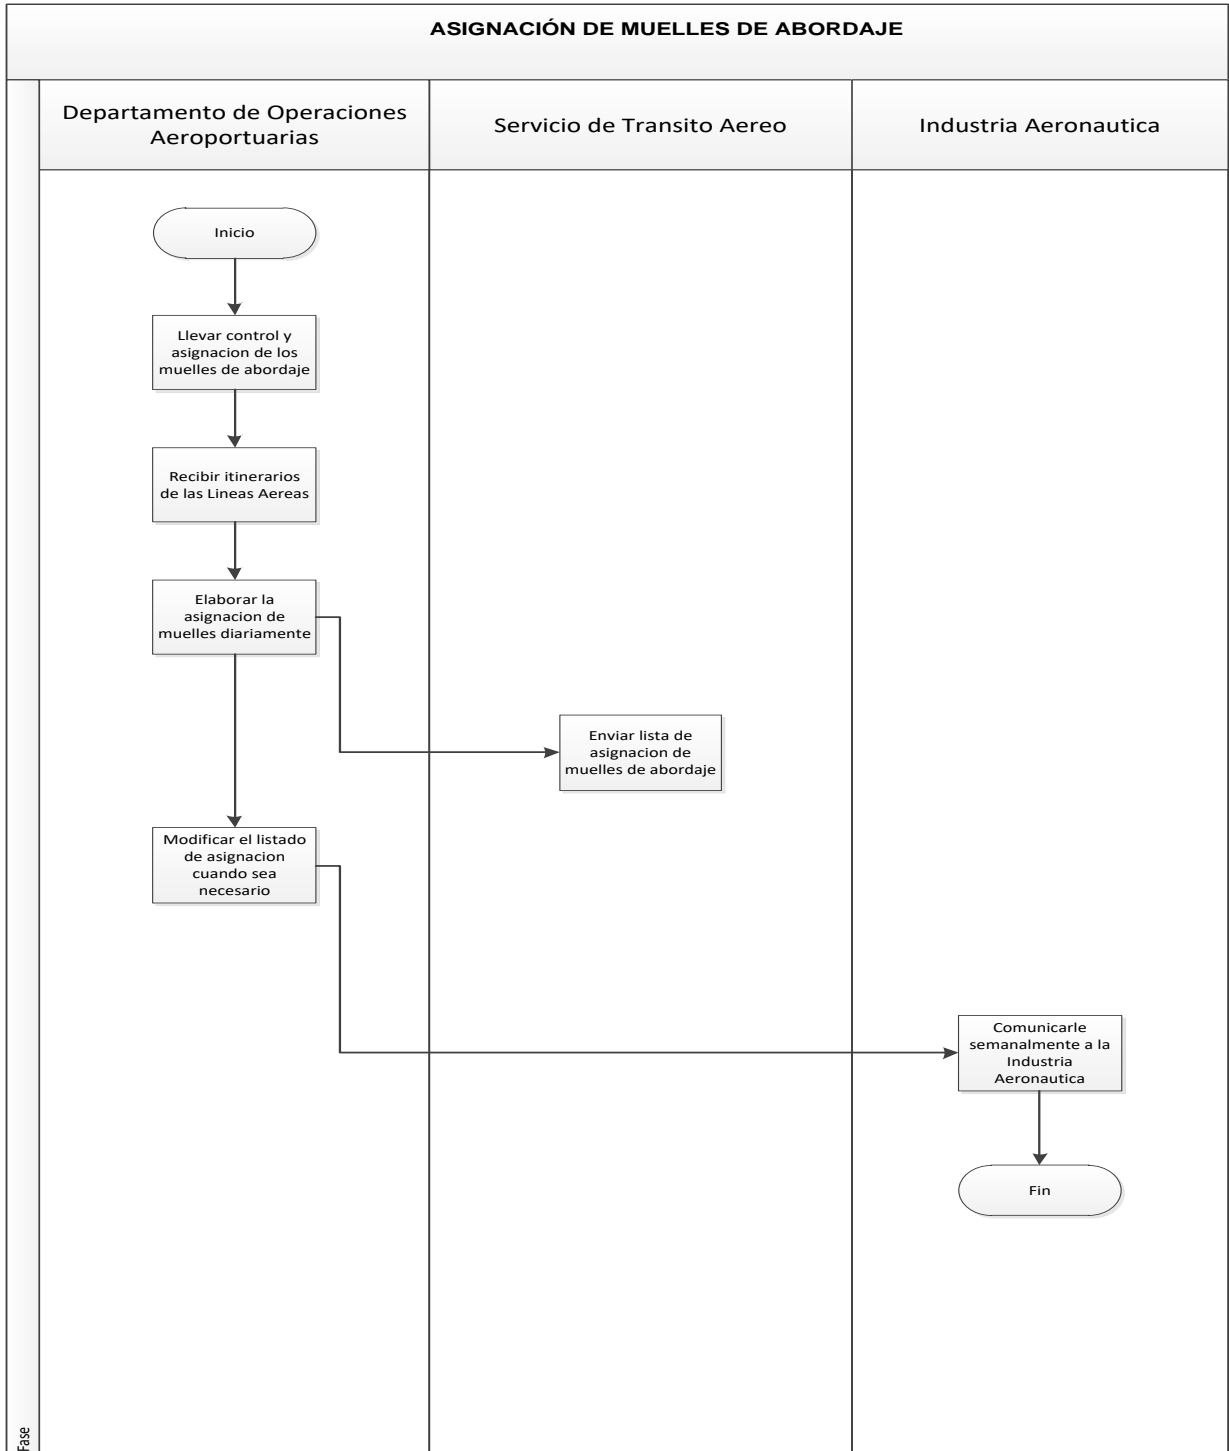 ASIGNACIÓN DE MUELLES DE ABORDAJE
Departamento de Operaciones
Aeroportuarias
Servicio de Transito Aereo
Industria Aeronautica
Inicio
Llevar control y
asignacion de los
muelles de abordaje
Recibir itinerarios
de las Lineas Aereas
Elaborar la
asignacion de
muelles diariamente
Enviar lista de
asignacion de
muelles de abordaje
Modificar el listado
de asignacion
cuando sea
necesario
Comunicarle
semanalmente a la
Industria
Aeronautica
Fin
Fase